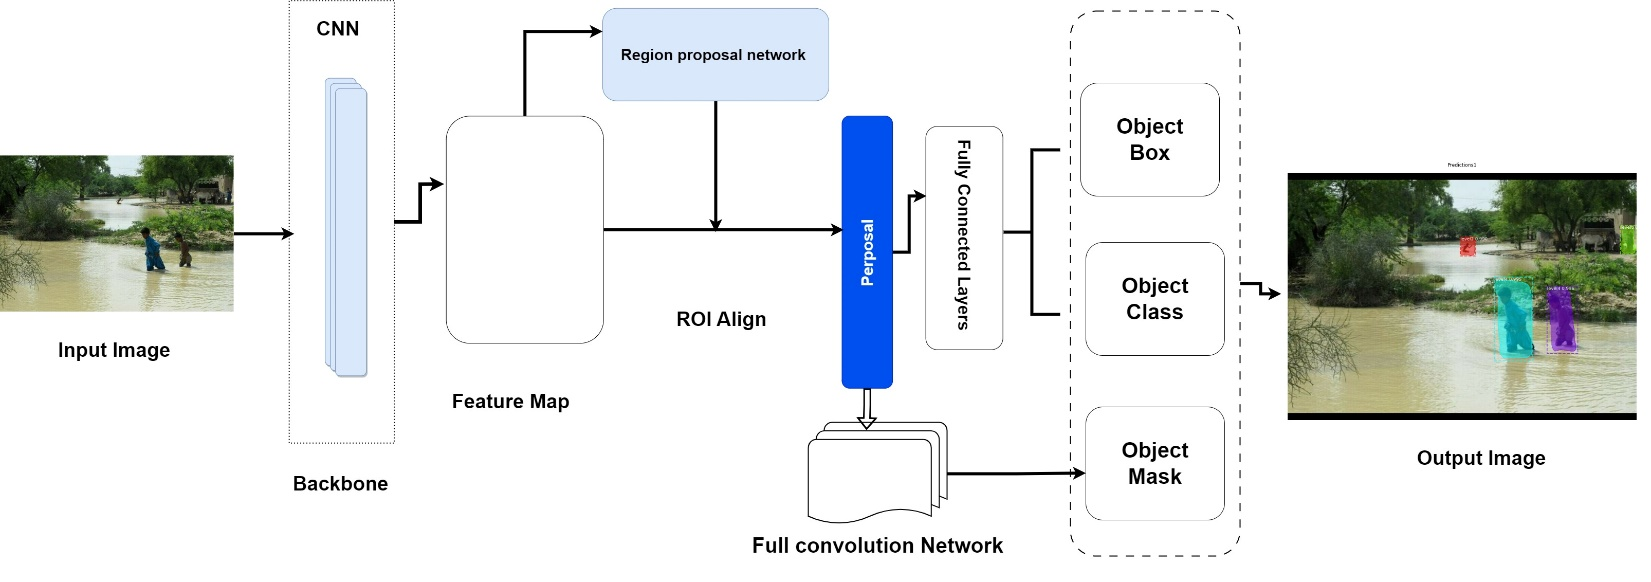 CNN
Region proposal network
Object
Box
Fully Connected Layers
Predictions1
Perposal
Object
Class
ROI Align
Input Image
Feature Map
Object
Mask
Output Image
Backbone
Full convolution Network